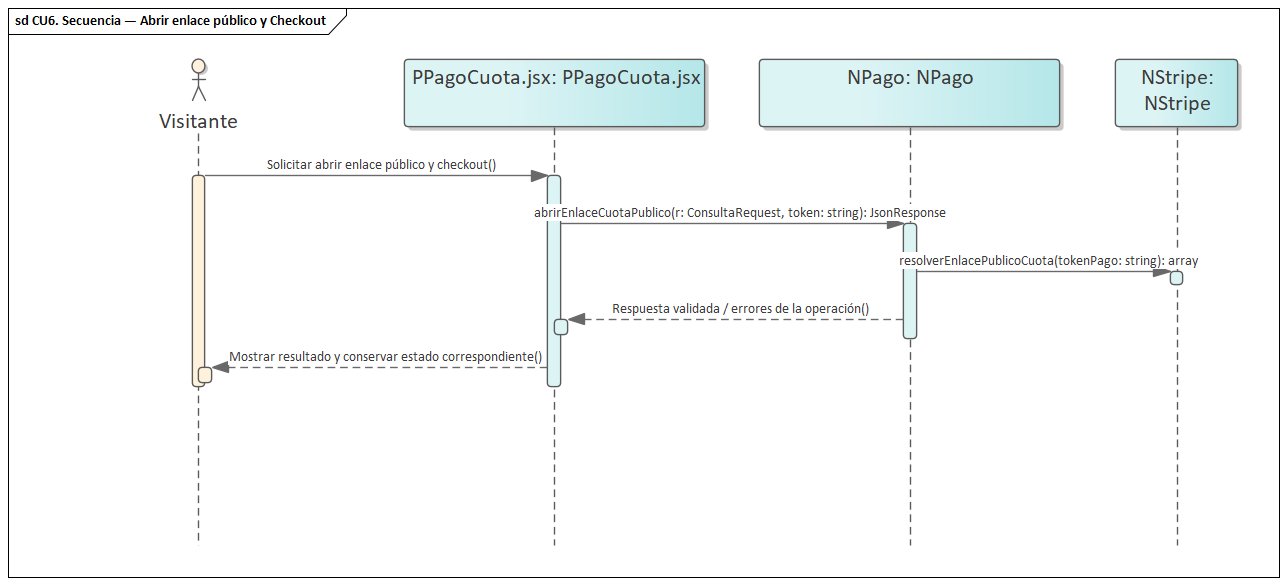 sd CU6. Secuencia — Abrir enlace público y Checkout
Visitante
PPagoCuota.jsx: PPagoCuota.jsx
NPago: NPago
NStripe:
NStripe
Solicitar abrir enlace público y checkout()
abrirEnlaceCuotaPublico(r: ConsultaRequest, token: string): JsonResponse
resolverEnlacePublicoCuota(tokenPago: string): array
Respuesta validada / errores de la operación()
Mostrar resultado y conservar estado correspondiente()